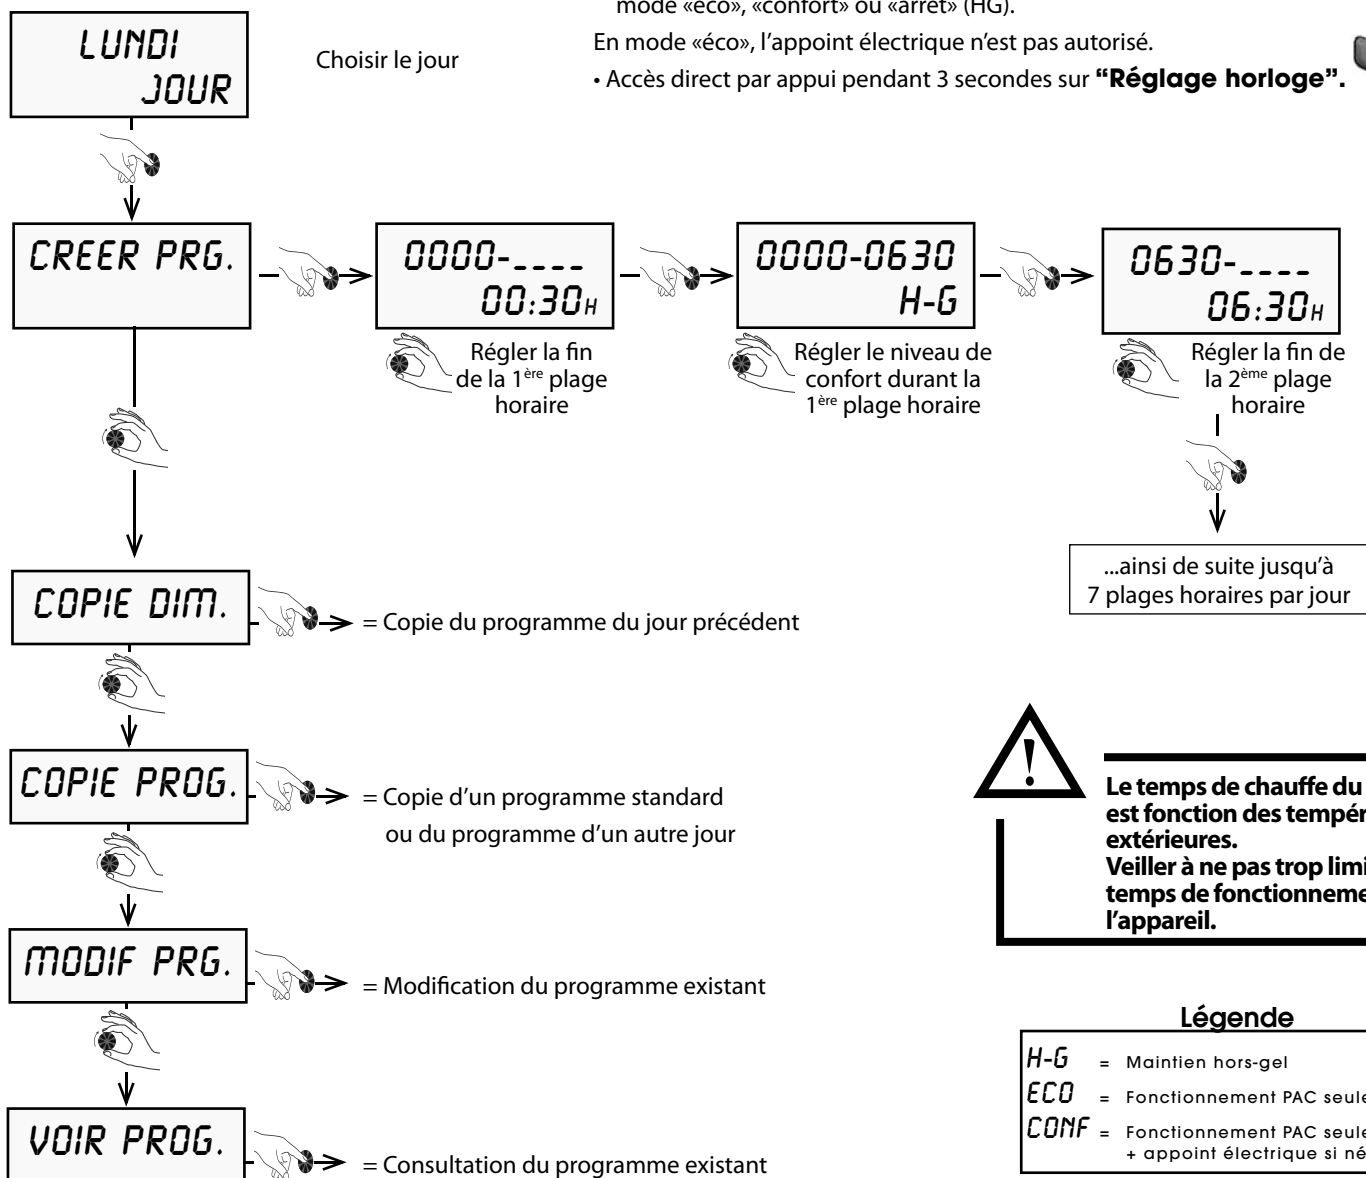 mode «éco», «confort» ou «arrêt» (HG).
En mode «éco», l'appoint électrique n'est pas autorisé.
• Accès direct par appui pendant 3 secondes sur “Réglage horloge”.
LUNDI
JOUR
Choisir le jour
CREER PRG.
0000-____
00:30H
0000-0630
H-G
0630-____
06:30H
Régler la fin
de la 1ère plage
horaire
Régler le niveau de
confort durant la
1ère plage horaire
Régler la fin de
la 2ème plage
horaire
...ainsi de suite jusqu'à
7 plages horaires par jour
COPIE DIM.
= Copie du programme du jour précédent
COPIE PROG.
= Copie d'un programme standard
ou du programme d'un autre jour
MODIF PRG.
= Modification du programme existant
VOIR PROG.
= Consultation du programme existant
!
Le temps de chauffe du
est fonction des tempér
extérieures.
Veiller à ne pas trop limi
temps de fonctionneme
l'appareil.
Légende
H-G = Maintien hors-gel
ECO = Fonctionnement PAC seule
CONF = Fonctionnement PAC seule
+ appoint électrique si né